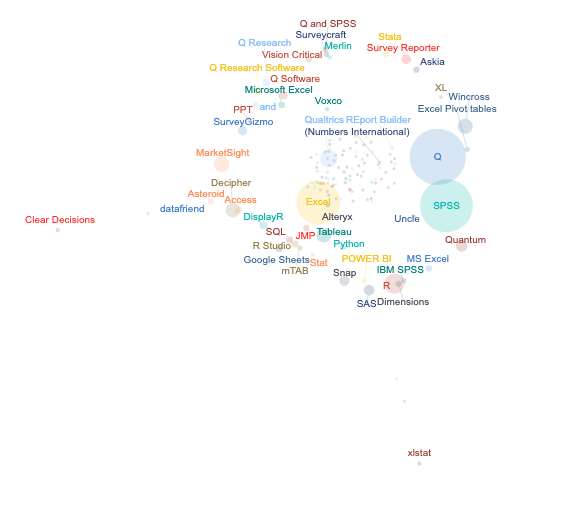 Q and SPSS
Surveycraft
Stata
Q Research
Merlin
Survey Reporter
Vision Critical
Askia
Q Research Software
Q Software
Microsoft Excel
XL
Voxco
Wincross
PPT and
Excel Pivot tables
SurveyGizmo
Qualtrics REport Builder
(Numbers International)
MarketSight
Q
Decipher
Asteroid
Access
Excel
SPSS
datafriend
Clear Decisions
DisplayR
Alteryx
Uncle
SQL
JMP
Tableau
Quantum
R Studio
Python
Google Sheets
Stat
POWER BI
MS Excel
mTAB
Snap
IBM SPSS
R
SAS
Dimensions
xlstat